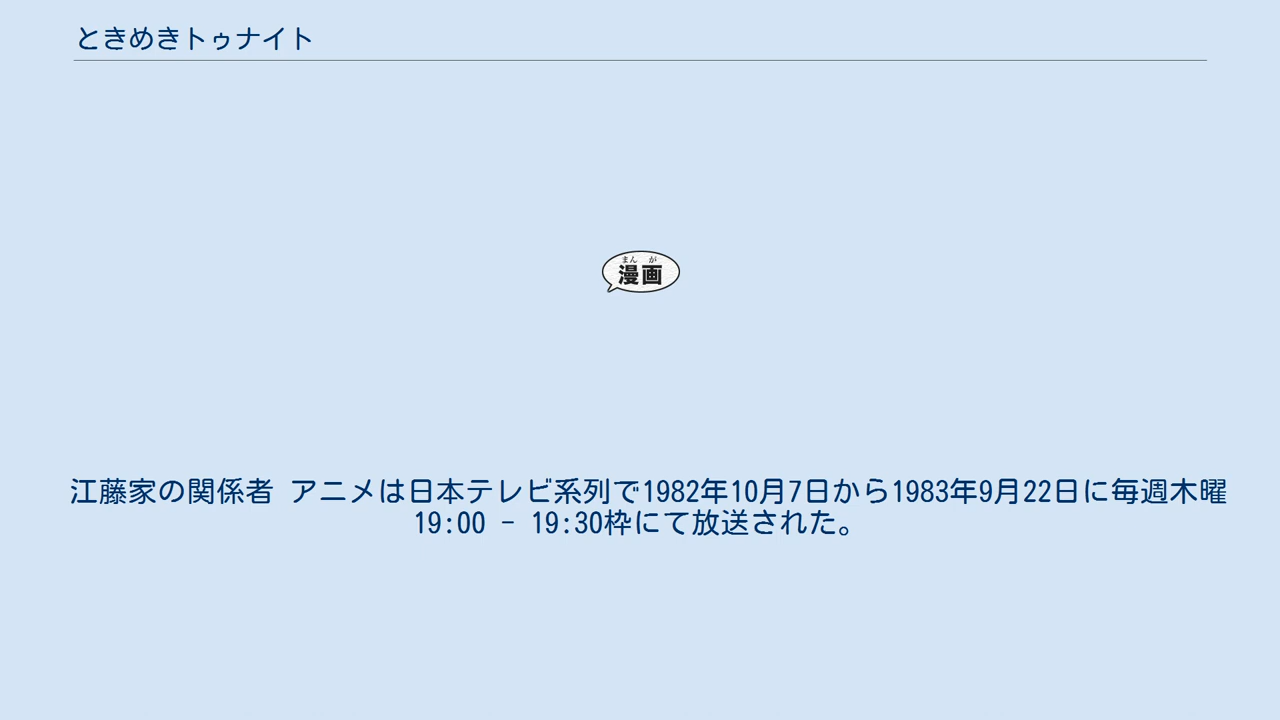 ときめきトゥナイト
まんが
漫画
江藤家の関係者 アニメは日本テレビ系列で1982年10月7日から1983年9月22日に毎週木曜
19:00 - 19:30枠にて放送された。